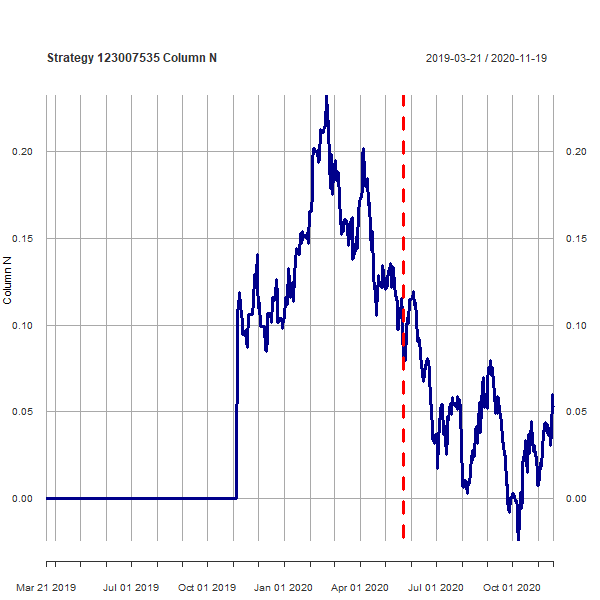 Strategy 123007535 Column N
2019-03-21 / 2020-11-19
0.20
0.15
0.10
0.05
0.00
Column N
0.20
0.15
0.10
0.05
0.00
Mar 21 2019
Jul 01 2019
Oct 01 2019
Jan 01 2020
Apr 01 2020
Jul 01 2020
Oct 01 2020